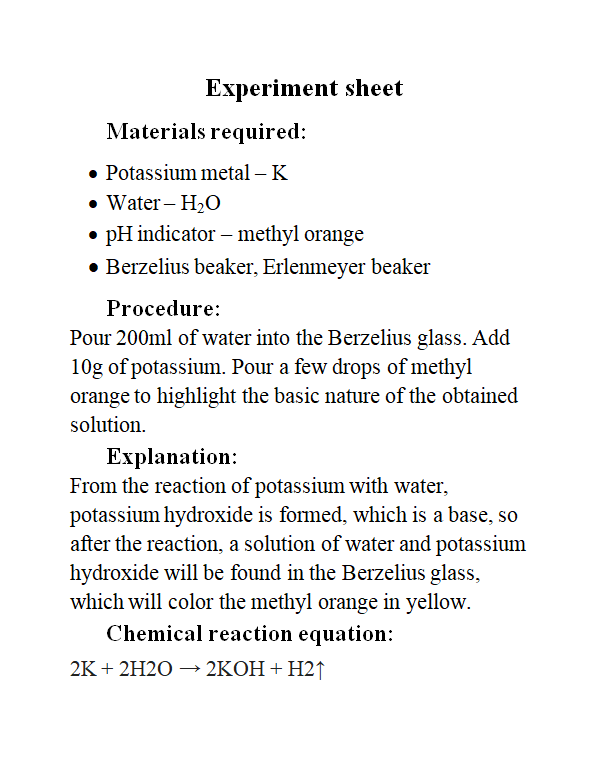 Experiment sheet
Materials required:
• Potassium metal – K
• Water – H₂O
• pH indicator – methyl orange
• Berzelius beaker, Erlenmeyer beaker
Procedure:
Pour 200ml of water into the Berzelius glass. Add
10g of potassium. Pour a few drops of methyl
orange to highlight the basic nature of the obtained
solution.
Explanation:
From the reaction of potassium with water,
potassium hydroxide is formed, which is a base, so
after the reaction, a solution of water and potassium
hydroxide will be found in the Berzelius glass,
which will color the methyl orange in yellow.
Chemical reaction equation:
2K + 2H2O → 2KOH + H2↑